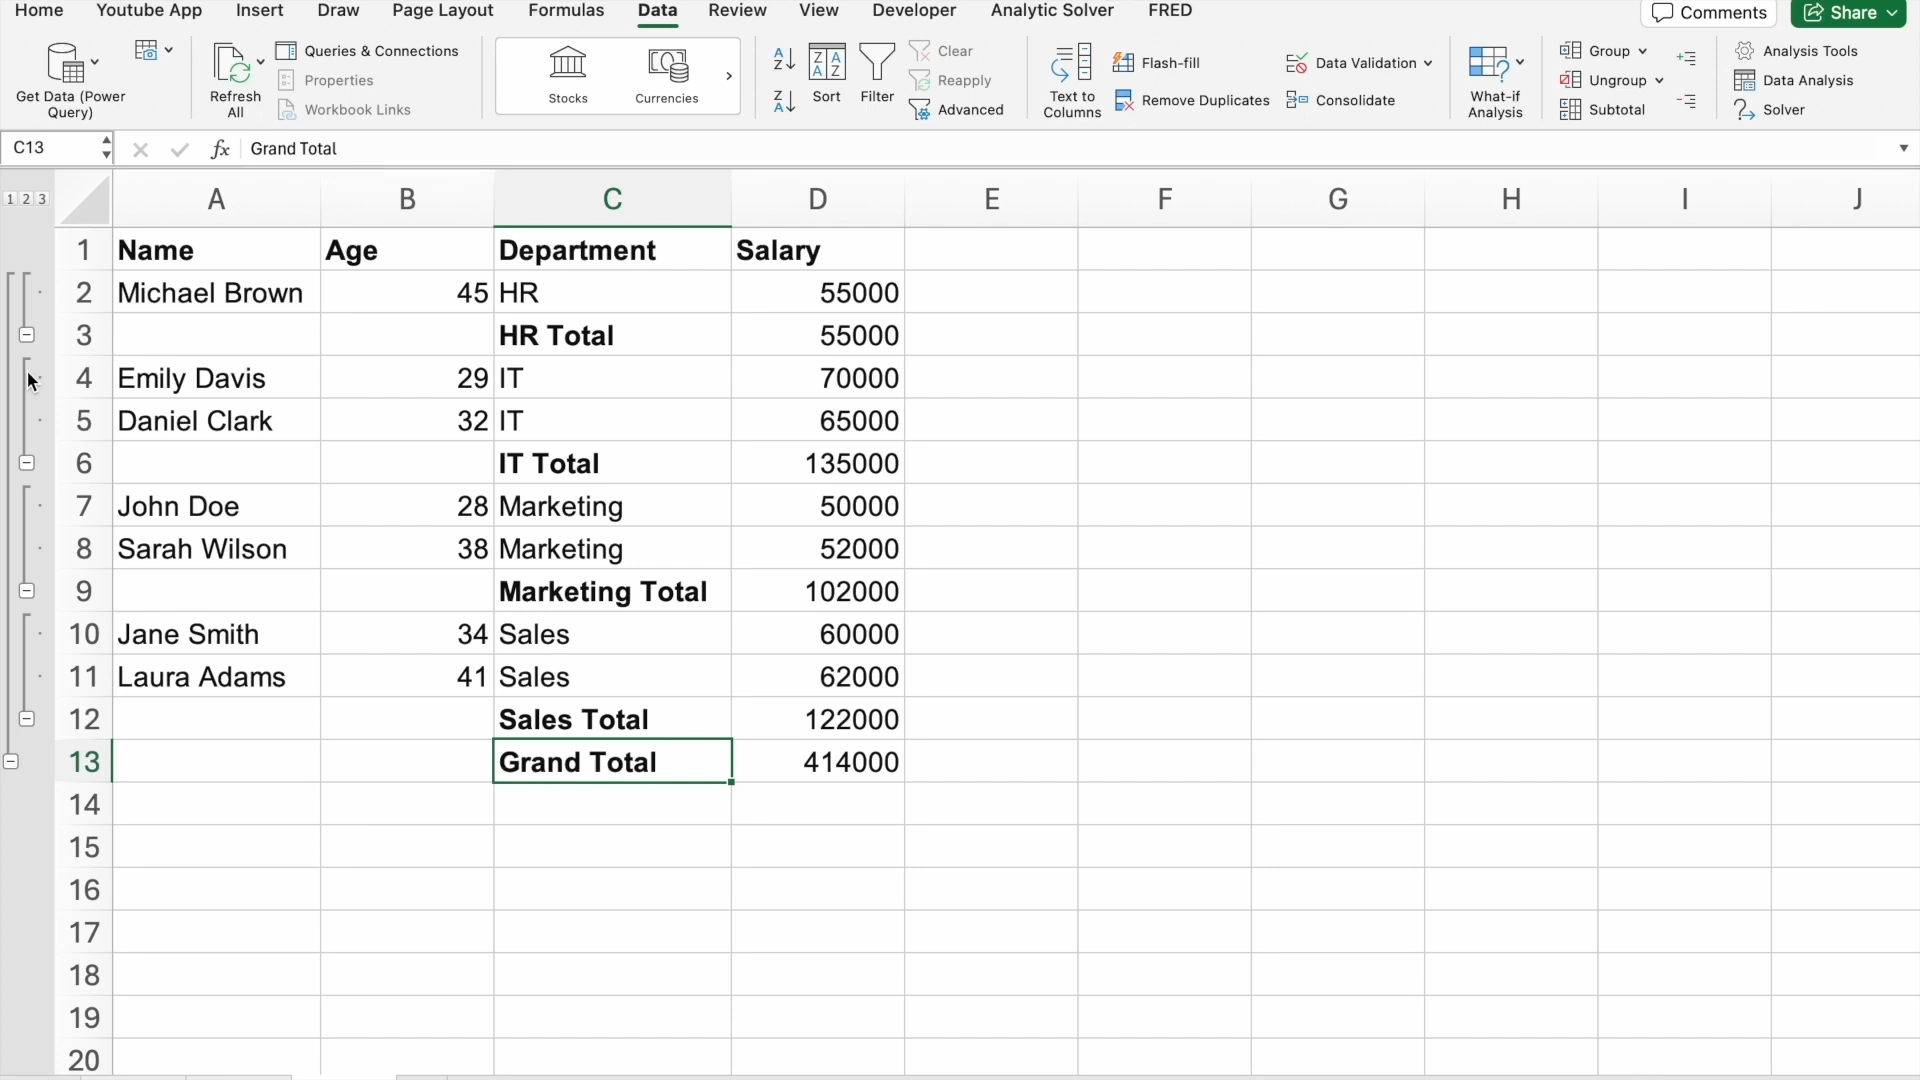 Home Youtube App Insert Draw Page Layout Formulas Data Review View Developer Analytic Solver FRED Comments Share
Get Data (Power Query)
Refresh All
Queries & Connections
Properties
Workbook Links
Stocks
Currencies
Sort
Filter
Clear
Reapply
Advanced
Text to Columns
Flash-fill
Remove Duplicates
Data Validation
Consolidate
What-if Analysis
Group
Ungroup
Subtotal
Analysis Tools
Data Analysis
Solver
C13 fx Grand Total
1 2 3 A B C D E F G H I J
1 Name Age Department Salary
2 Michael Brown 45 HR 55000
3 HR Total 55000
4 Emily Davis 29 IT 70000
5 Daniel Clark 32 IT 65000
6 IT Total 135000
7 John Doe 28 Marketing 50000
8 Sarah Wilson 38 Marketing 52000
9 Marketing Total 102000
10 Jane Smith 34 Sales 60000
11 Laura Adams 41 Sales 62000
12 Sales Total 122000
13 Grand Total 414000
14
15
16
17
18
19
20